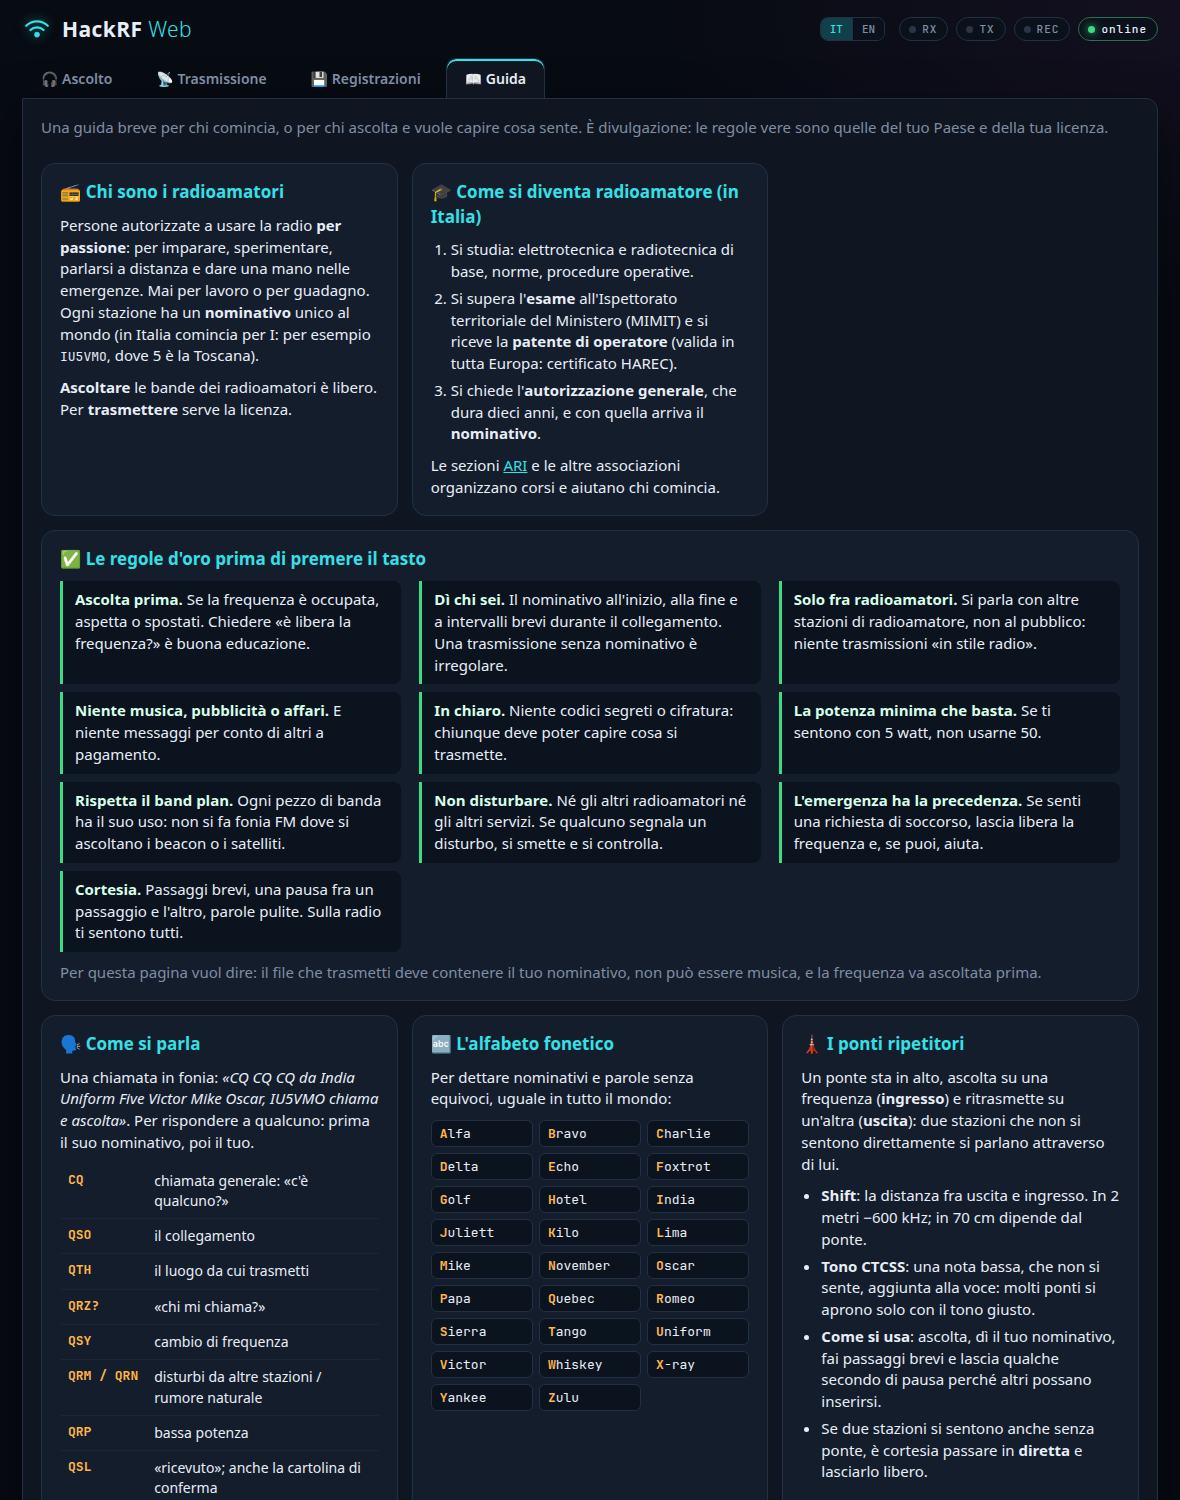 HackRF Web
IT EN RX TX REC online
🎧 Ascolto 📡 Trasmissione 💾 Registrazioni 📖 Guida
Una guida breve per chi comincia, o per chi ascolta e vuole capire cosa sente. È divulgazione: le regole vere sono quelle del tuo Paese e della tua licenza.
📻 Chi sono i radioamatori
Persone autorizzate a usare la radio per
passione: per imparare, sperimentare,
parlarsi a distanza e dare una mano nelle
emergenze. Mai per lavoro o per guadagno.
Ogni stazione ha un nominativo unico al
mondo (in Italia comincia per I: per esempio
IU5VMO, dove 5 è la Toscana).
Ascoltare le bande dei radioamatori è libero.
Per trasmettere serve la licenza.
🎓 Come si diventa radioamatore (in
Italia)
1. Si studia: elettrotecnica e radiotecnica di
base, norme, procedure operative.
2. Si supera l'esame all'Ispettorato
territoriale del Ministero (MIMIT) e si
riceve la patente di operatore (valida in
tutta Europa: certificato HAREC).
3. Si chiede l'autorizzazione generale, che
dura dieci anni, e con quella arriva il
nominativo.
Le sezioni ARI e le altre associazioni
organizzano corsi e aiutano chi comincia.
✅ Le regole d'oro prima di premere il tasto
Ascolta prima. Se la frequenza è occupata,
aspetta o spostati. Chiedere «è libera la
frequenza?» è buona educazione.
Dì chi sei. Il nominativo all'inizio, alla fine e
a intervalli brevi durante il collegamento.
Una trasmissione senza nominativo è
irregolare.
Solo fra radioamatori. Si parla con altre
stazioni di radioamatore, non al pubblico:
niente trasmissioni «in stile radio».
Niente musica, pubblicità o affari. E
niente messaggi per conto di altri a
pagamento.
In chiaro. Niente codici segreti o cifratura:
chiunque deve poter capire cosa si
trasmette.
La potenza minima che basta. Se ti
sentono con 5 watt, non usarne 50.
Rispetta il band plan. Ogni pezzo di banda
ha il suo uso: non si fa fonia FM dove si
ascoltano i beacon o i satelliti.
Non disturbare. Né gli altri radioamatori né
gli altri servizi. Se qualcuno segnala un
disturbo, si smette e si controlla.
L'emergenza ha la precedenza. Se senti
una richiesta di soccorso, lascia libera la
frequenza e, se puoi, aiuta.
Cortesia. Passaggi brevi, una pausa fra un
passaggio e l'altro, parole pulite. Sulla radio
ti sentono tutti.
Per questa pagina vuol dire: il file che trasmetti deve contenere il tuo nominativo, non può essere musica, e la frequenza va ascoltata prima.
🗣️ Come si parla
Una chiamata in fonia: «CQ CQ CQ da India
Uniform Five Victor Mike Oscar, IU5VMO chiama
e ascolta». Per rispondere a qualcuno: prima
il suo nominativo, poi il tuo.
CQ chiamata generale: «c'è
qualcuno?»
QSO il collegamento
QTH il luogo da cui trasmetti
QRZ? «chi mi chiama?»
QSY cambio di frequenza
QRM / QRN disturbi da altre stazioni /
rumore naturale
QRP bassa potenza
QSL «ricevuto»; anche la cartolina di
conferma
🔤 L'alfabeto fonetico
Per dettare nominativi e parole senza
equivoci, uguale in tutto il mondo:
Alfa Bravo Charlie
Delta Echo Foxtrot
Golf Hotel India
Juliett Kilo Lima
Mike November Oscar
Papa Quebec Romeo
Sierra Tango Uniform
Victor Whiskey X-ray
Yankee Zulu
🗼 I ponti ripetitori
Un ponte sta in alto, ascolta su una
frequenza (ingresso) e ritrasmette su
un'altra (uscita): due stazioni che non si
sentono direttamente si parlano attraverso
di lui.
• Shift: la distanza fra uscita e ingresso. In 2
metri −600 kHz; in 70 cm dipende dal
ponte.
• Tono CTCSS: una nota bassa, che non si
sente, aggiunta alla voce: molti ponti si
aprono solo con il tono giusto.
• Come si usa: ascolta, dì il tuo nominativo,
fai passaggi brevi e lascia qualche
secondo di pausa perché altri possano
inserirsi.
• Se due stazioni si sentono anche senza
ponte, è cortesia passare in diretta e
lasciarlo libero.